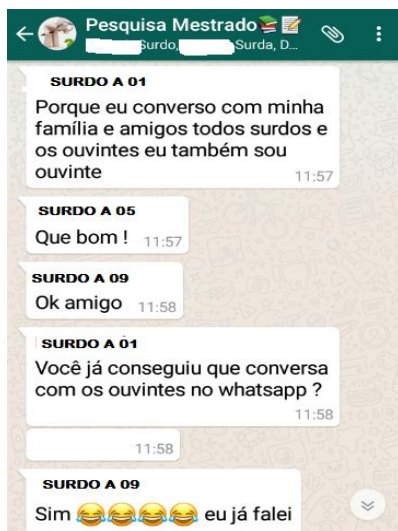 Pesquisa Mestrado📚📝
Surdo, Surda, D...
SURDO A 01
Porque eu converso com minha
família e amigos todos surdos e
os ouvintes eu também sou
ouvinte
11:57
SURDO A 05
Que bom ! 11:57
SURDO A 09
Ok amigo 11:58
SURDO A 01
Você já conseguiu que conversa
com os ouvintes no whatsapp ?
11:58
11:58
SURDO A 09
Sim 😂😂😂😂 eu já falei